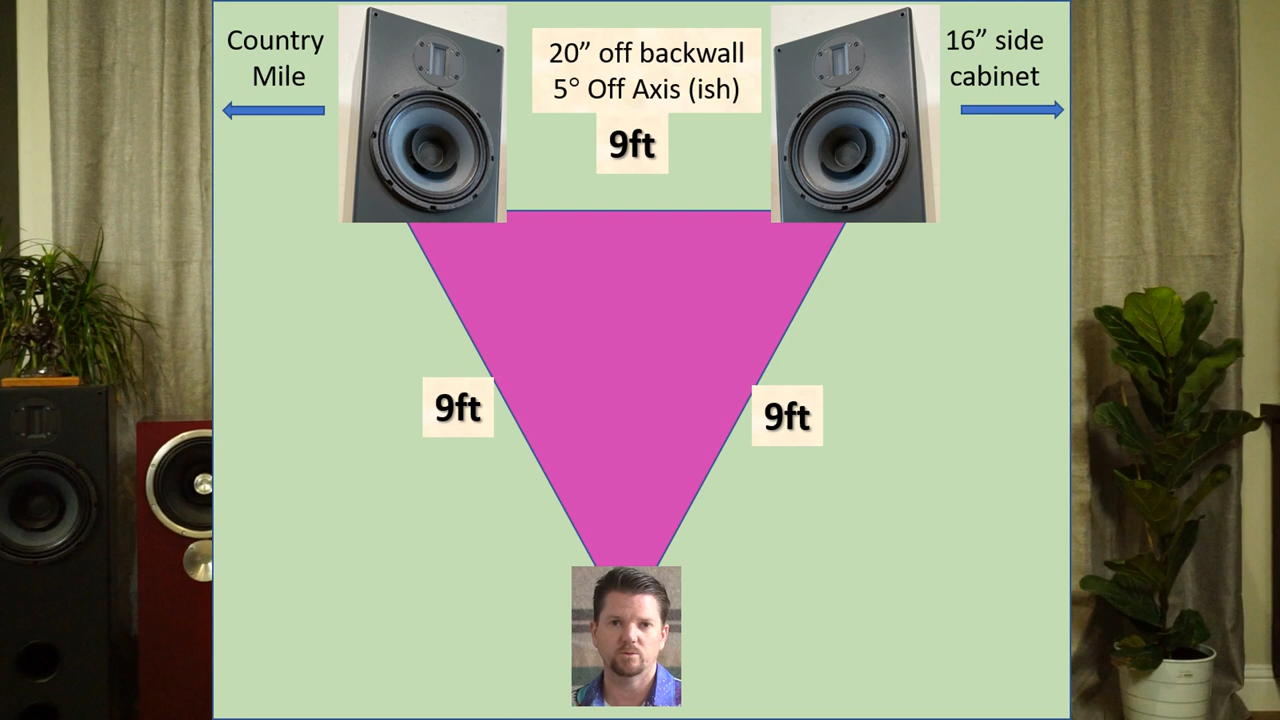 Country
Mile
20” off backwall
5° Off Axis (ish)
9ft
16” side
cabinet
9ft
9ft